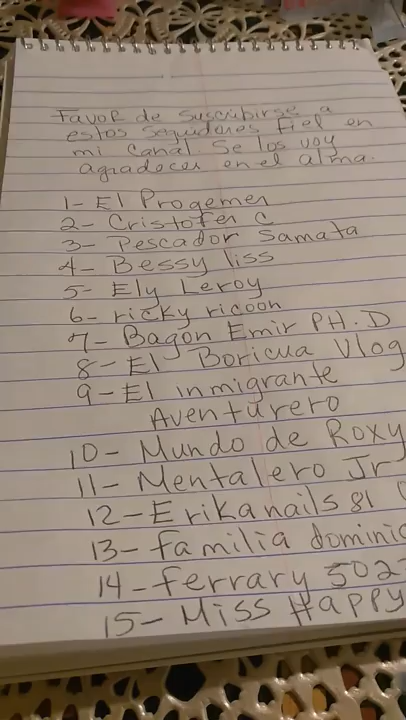 Favor de suscribirse a
estos seguidores Fiel en
mi canal. Se los voy
agradecer en el alma.
1- El Progemer
2- Cristofer C
3- Pescador Samata
4- Bessy liss
5- Ely Leroy
6- ricky ricoon
7- Bagon Emir PH.D
8- El Boricua Vlog
9- El inmigrante
Aventurero
10- Mundo de Roxy
11- Mentalero Jr
12- Erikanails 81
13- familia dominic
14- ferrary 502
15- Miss Happy